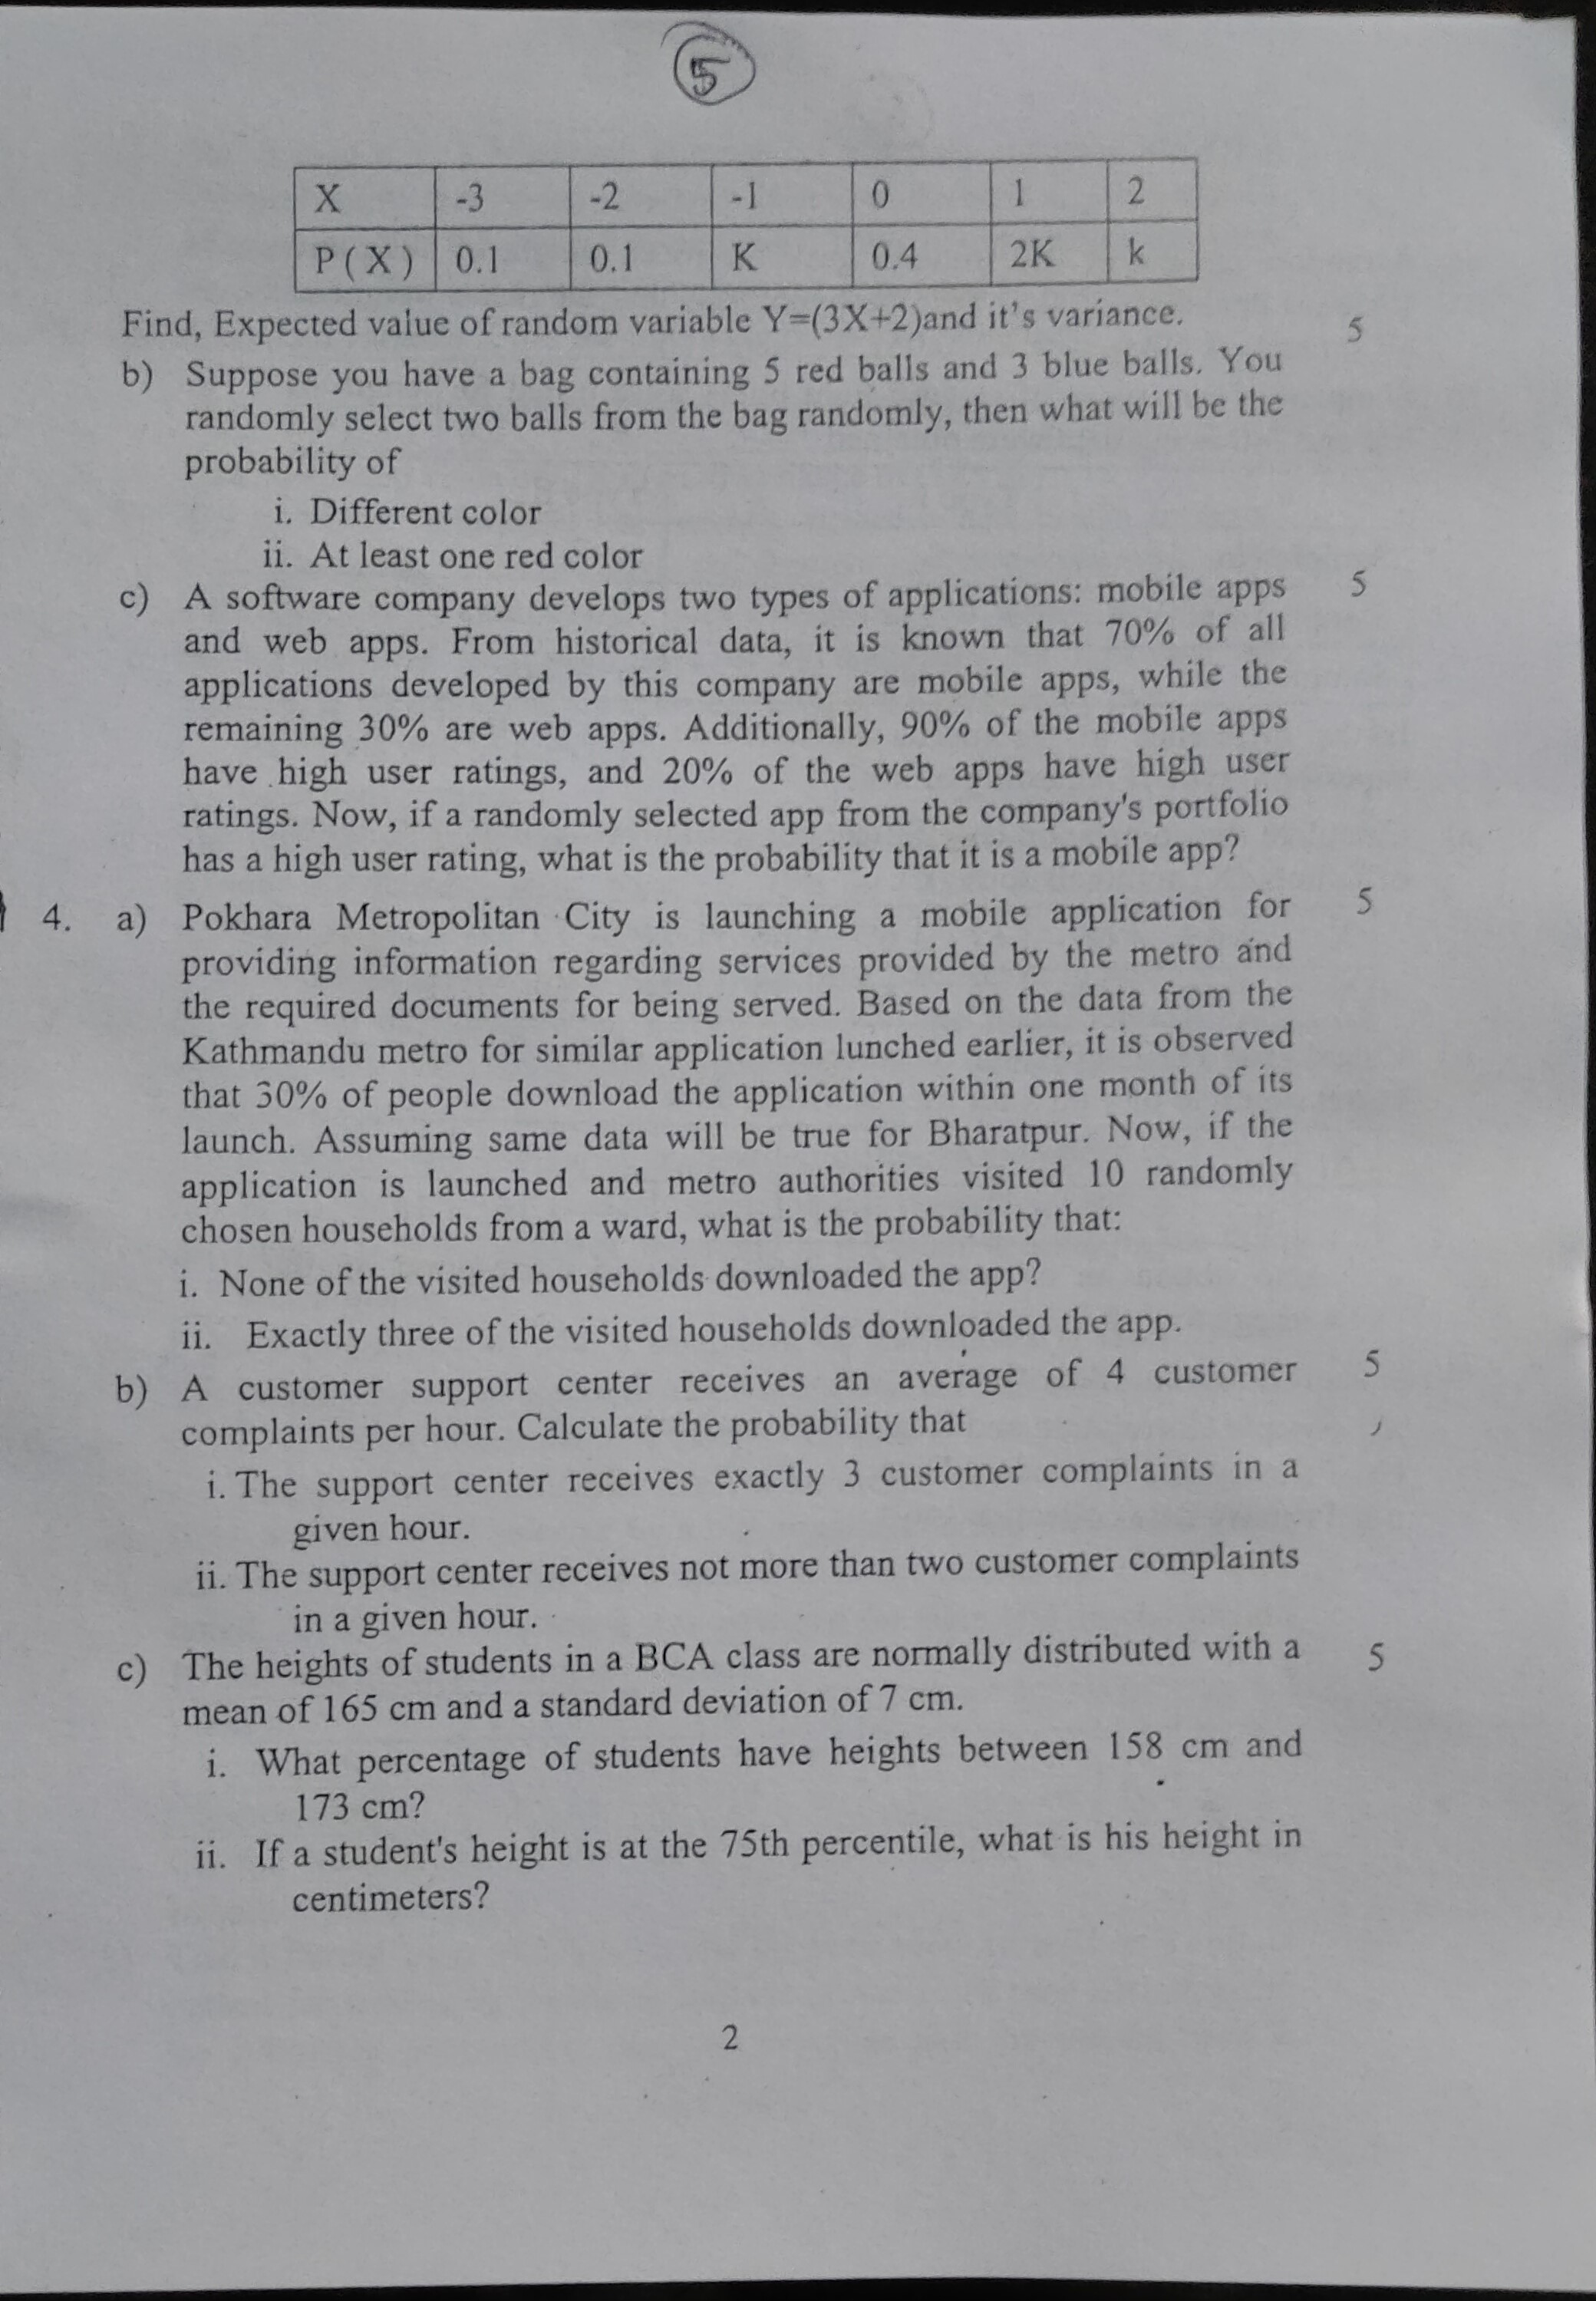 5
X -3 -2 -1 0 1 2
P(X) 0.1 0.1 K 0.4 2K k
Find, Expected value of random variable Y=(3X+2)and it's variance. 5
b) Suppose you have a bag containing 5 red balls and 3 blue balls. You
randomly select two balls from the bag randomly, then what will be the
probability of
i. Different color
ii. At least one red color
c) A software company develops two types of applications: mobile apps 5
and web apps. From historical data, it is known that 70% of all
applications developed by this company are mobile apps, while the
remaining 30% are web apps. Additionally, 90% of the mobile apps
have high user ratings, and 20% of the web apps have high user
ratings. Now, if a randomly selected app from the company's portfolio
has a high user rating, what is the probability that it is a mobile app?
4. a) Pokhara Metropolitan City is launching a mobile application for 5
providing information regarding services provided by the metro and
the required documents for being served. Based on the data from the
Kathmandu metro for similar application lunched earlier, it is observed
that 30% of people download the application within one month of its
launch. Assuming same data will be true for Bharatpur. Now, if the
application is launched and metro authorities visited 10 randomly
chosen households from a ward, what is the probability that:
i. None of the visited households downloaded the app?
ii. Exactly three of the visited households downloaded the app.
b) A customer support center receives an average of 4 customer 5
complaints per hour. Calculate the probability that
i. The support center receives exactly 3 customer complaints in a
given hour.
ii. The support center receives not more than two customer complaints
in a given hour.
c) The heights of students in a BCA class are normally distributed with a 5
mean of 165 cm and a standard deviation of 7 cm.
i. What percentage of students have heights between 158 cm and
173 cm?
ii. If a student's height is at the 75th percentile, what is his height in
centimeters?
2